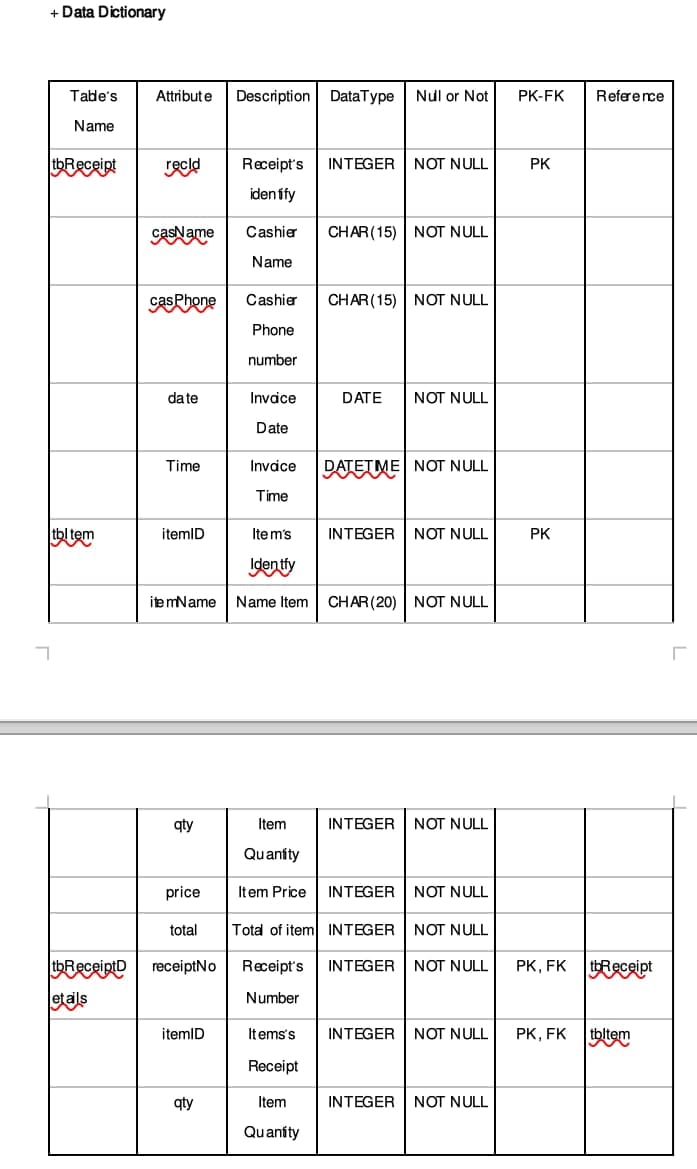 + Data Dictionary
Table's Name Attribute Description DataType Null or Not PK-FK Reference
tbReceipt recId Receipt's identify INTEGER NOT NULL PK
casName Cashier Name CHAR(15) NOT NULL
casPhone Cashier Phone number CHAR(15) NOT NULL
date Invoice Date DATE NOT NULL
Time Invoice Time DATETIME NOT NULL
tbItem itemID Item's Identify INTEGER NOT NULL PK
itemName Name Item CHAR(20) NOT NULL
qty Item Quantity INTEGER NOT NULL
price Item Price INTEGER NOT NULL
total Total of item INTEGER NOT NULL
tbReceiptDetails receiptNo Receipt's Number INTEGER NOT NULL PK, FK tbReceipt
itemID Items's Receipt INTEGER NOT NULL PK, FK tbItem
qty Item Quantity INTEGER NOT NULL